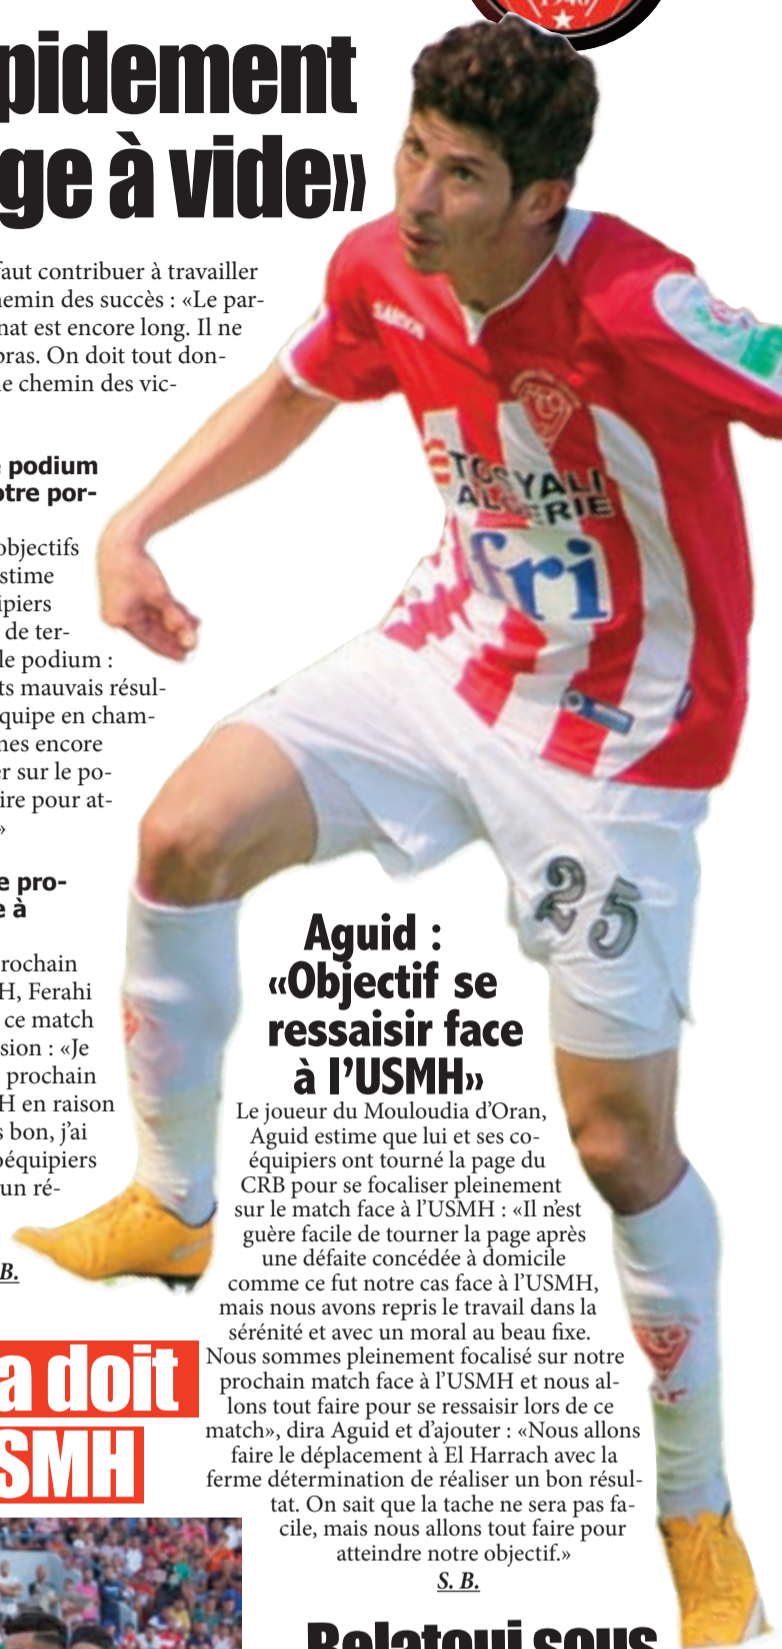 pidement
ge à vide»
faut contribuer à travailler
hemin des succès : «Le par-
nat est encore long. Il ne
bras. On doit tout don-
le chemin des vic-
podium
otre por-
objectifs
stime
ipiers
de ter-
le podium :
ts mauvais résul-
quipe en cham-
mes encore
er sur le po-
ire pour at-
»
e pro-
e à
rochain
H, Ferahi
ce match
sion : «Je
prochain
H en raison
s bon, j'ai
oéquipiers
un ré-
B.
a doit
SMH
SARSON
TOSYALI
ALGERIE
fri
25
Aguid :
«Objectif se
ressaisir face
à l'USMH»
Le joueur du Mouloudia d'Oran,
Aguid estime que lui et ses co-
équipiers ont tourné la page du
CRB pour se focaliser pleinement
sur le match face à l'USMH : «Il n'est
guère facile de tourner la page après
une défaite concédée à domicile
comme ce fut notre cas face à l'USMH,
mais nous avons repris le travail dans la
sérénité et avec un moral au beau fixe.
Nous sommes pleinement focalisé sur notre
prochain match face à l'USMH et nous al-
lons tout faire pour se ressaisir lors de ce
match», dira Aguid et d'ajouter : «Nous allons
faire le déplacement à El Harrach avec la
ferme détermination de réaliser un bon résul-
tat. On sait que la tache ne sera pas fa-
cile, mais nous allons tout faire pour
atteindre notre objectif.»
S. B.
Belatoui sous